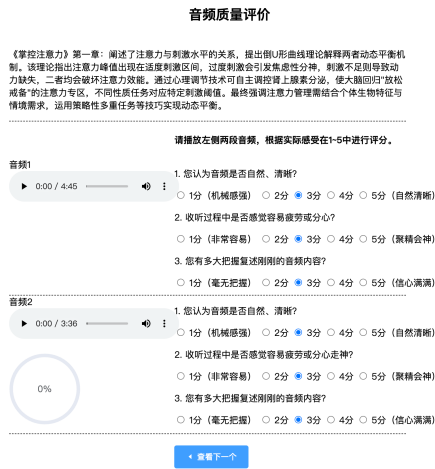 音频质量评价
《掌控注意力》第一章：阐述了注意力与刺激水平的关系，提出倒U形曲线理论解释两者动态平衡机
制。该理论指出注意力峰值出现在适度刺激区间，过度刺激会引发焦虑性分神，刺激不足则导致动
力缺失，二者均会破坏注意力效能。通过心理调节技术可自主调控肾上腺素分泌，使大脑回归"放松
戒备"的注意力专区，不同性质任务对应特定刺激阈值。最终强调注意力管理需结合个体生物特征与
情境需求，运用策略性多重任务等技巧实现动态平衡。
请播放左侧两段音频，根据实际感受在1~5中进行评分。
音频1
0:00 / 4:45
1. 您认为音频是否自然、清晰?
1分（机械感强） 2分 3分 4分 5分（自然清晰）
2. 收听过程中是否感觉容易疲劳或分心?
1分（非常容易） 2分 3分 4分 5分（聚精会神）
3. 您有多大把握复述刚刚的音频内容?
1分（毫无把握） 2分 3分 4分 5分（信心满满）
音频2
0:00 / 3:36
1. 您认为音频是否自然、清晰?
1分（机械感强） 2分 3分 4分 5分（自然清晰）
2. 收听过程中是否感觉容易疲劳或分心走神?
1分（非常容易） 2分 3分 4分 5分（聚精会神）
0%
3. 您有多大把握复述刚刚的音频内容?
1分（毫无把握） 2分 3分 4分 5分（信心满满）
查看下一个